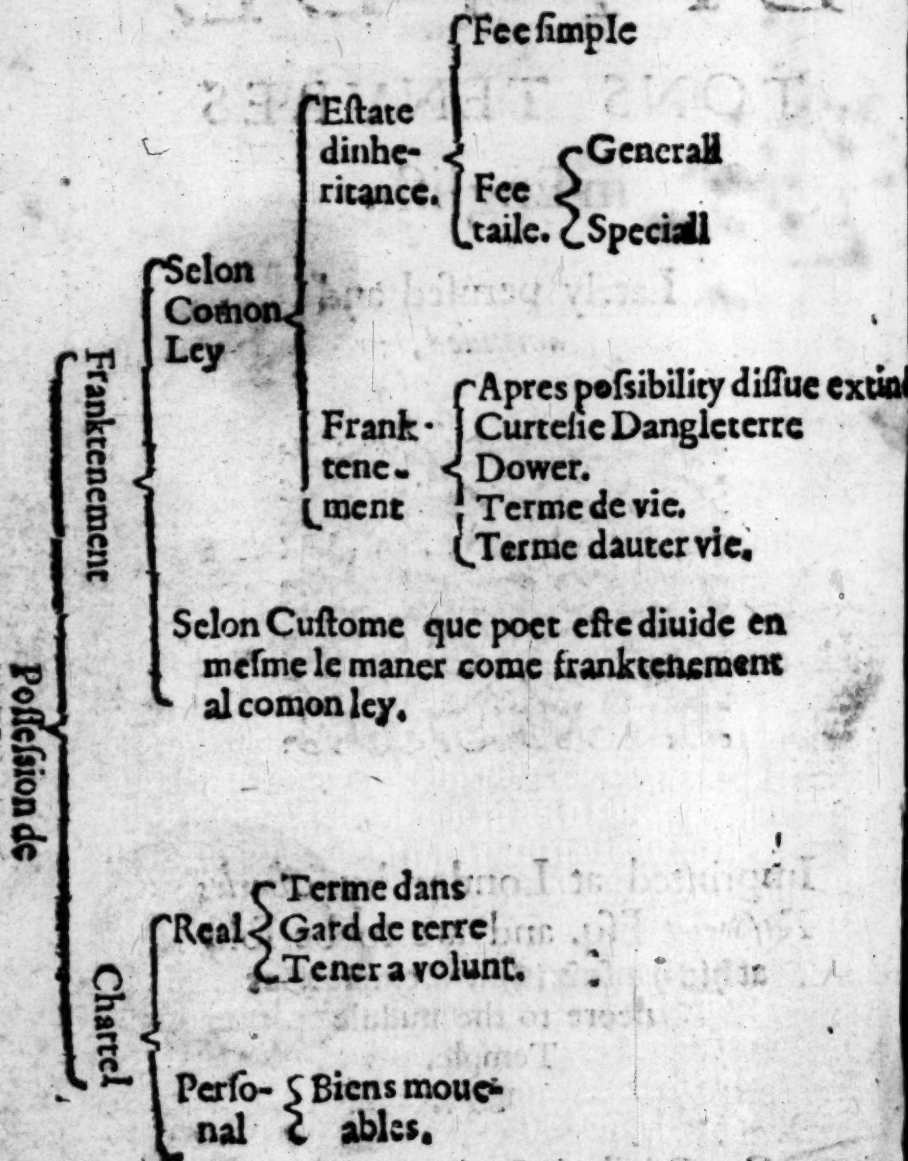 Possession de
Franktenement
Selon
Comon
Ley
Estate
dinhe-
ritance.
Fee simple
Fee
taile.
Generall
Speciall
Frank-
tene-
ment
Apres possibility dissue extin
Curtesie Dangleterre
Dower.
Terme de vie.
Terme dauter vie.
Selon Custome que poet este diuide en
mesme le maner come franktenement
al comon ley.
Chattel
Real
Terme dans
Gard de terre
Tener a volunt.
Perso-
nal
Biens moue-
ables.